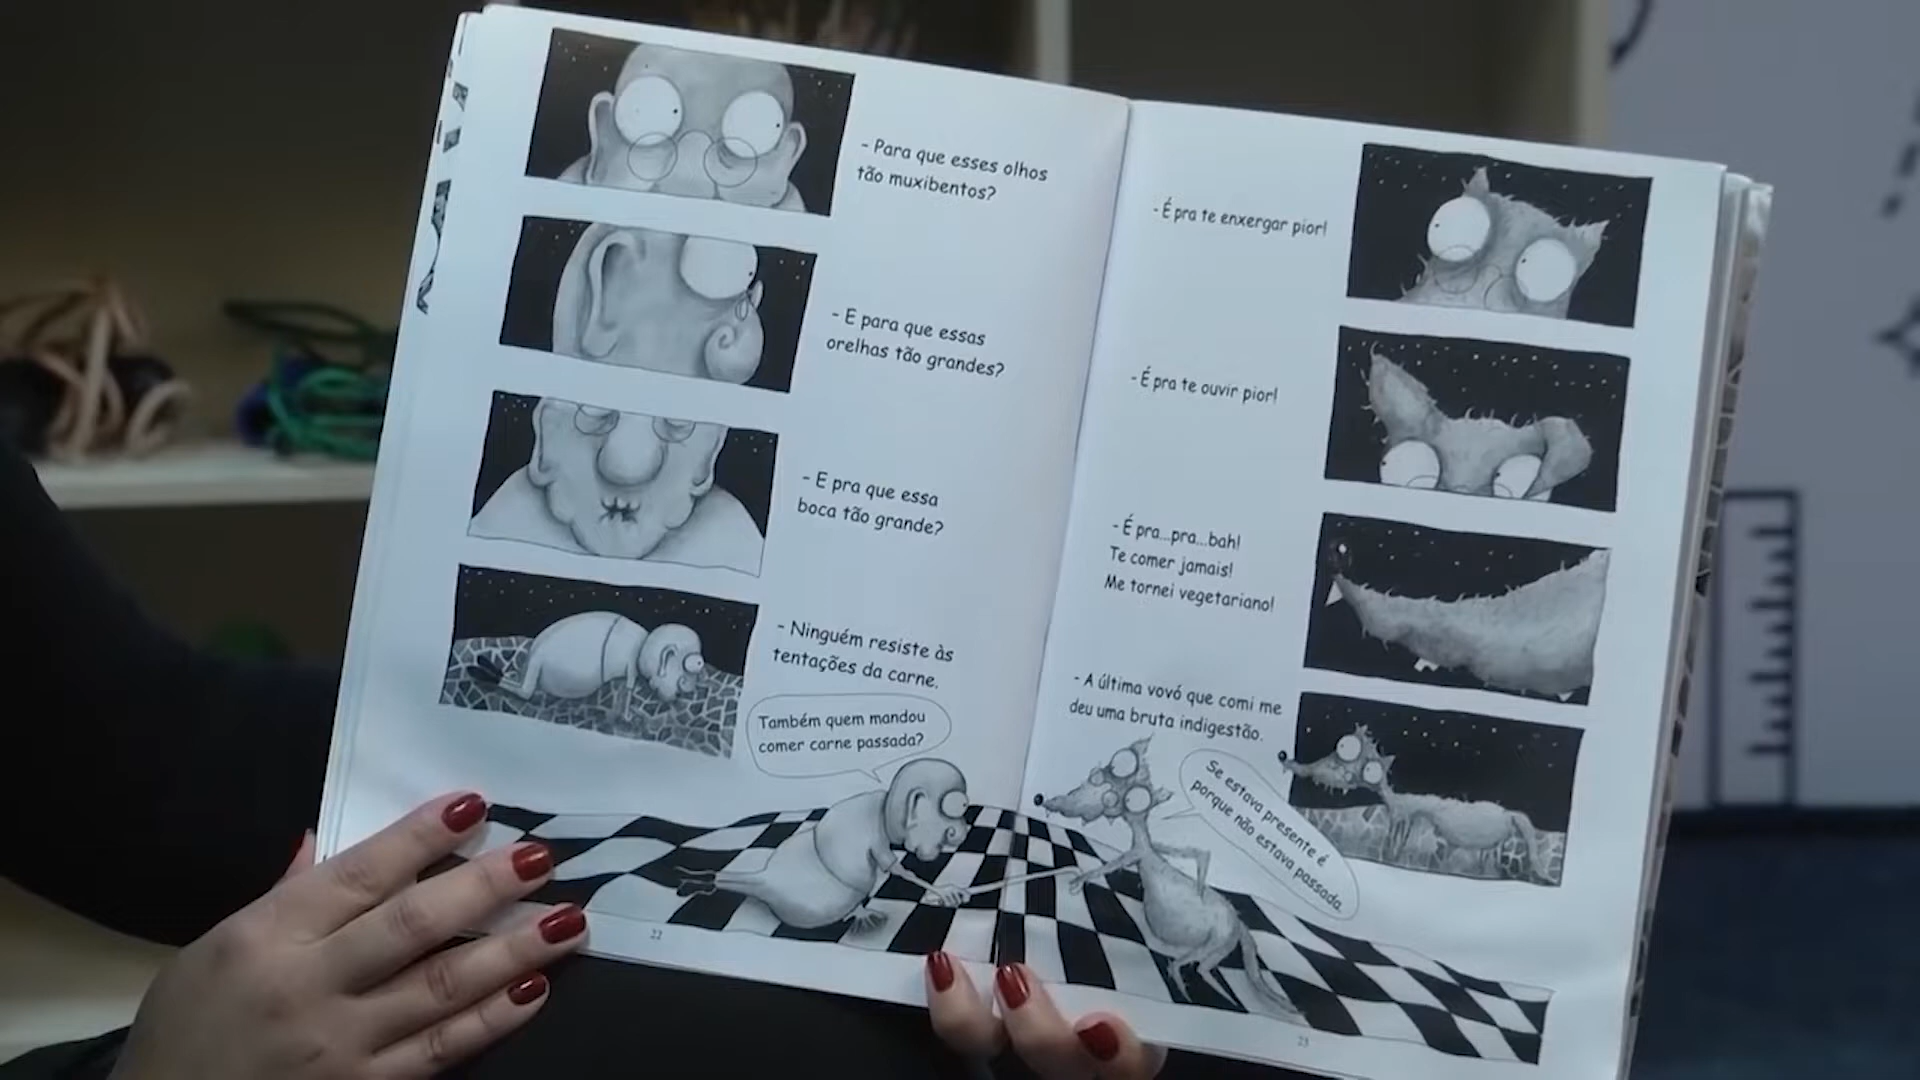 - Para que esses olhos
tão muxibentos?
- E para que essas
orelhas tão grandes?
- E pra que essa
boca tão grande?
- Ninguém resiste às
tentações da carne.
Também quem mandou
comer carne passada?
22
- É pra te enxergar pior!
- É pra te ouvir pior!
- É pra...pra...bah!
Te comer jamais!
Me tornei vegetariano!
- A última vovó que comi me
deu uma bruta indigestão.
Se estava presente é
porque não estava passada.
23